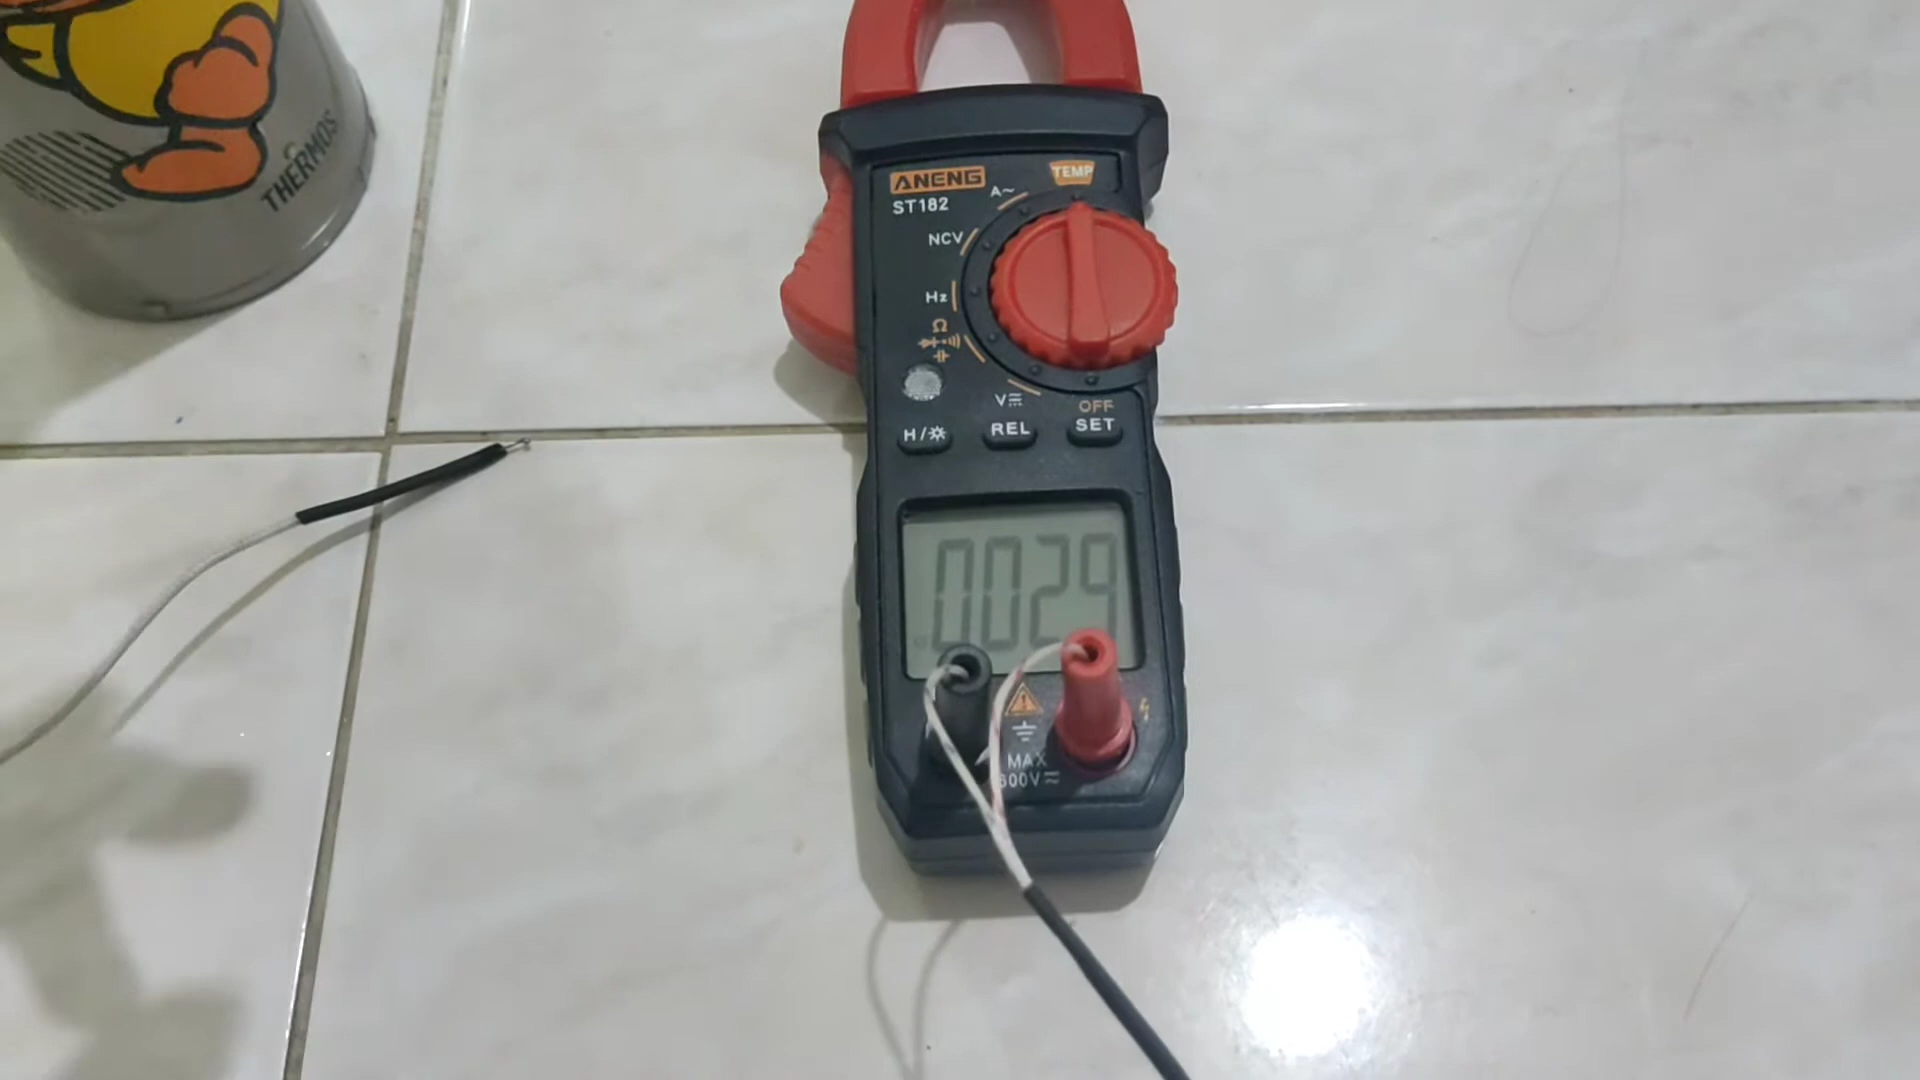 THERMOS
ANENG
ST182
TEMP
A~
NCV
Hz
Ω
V
OFF
H/☼
REL
SET
0029
MAX
600V